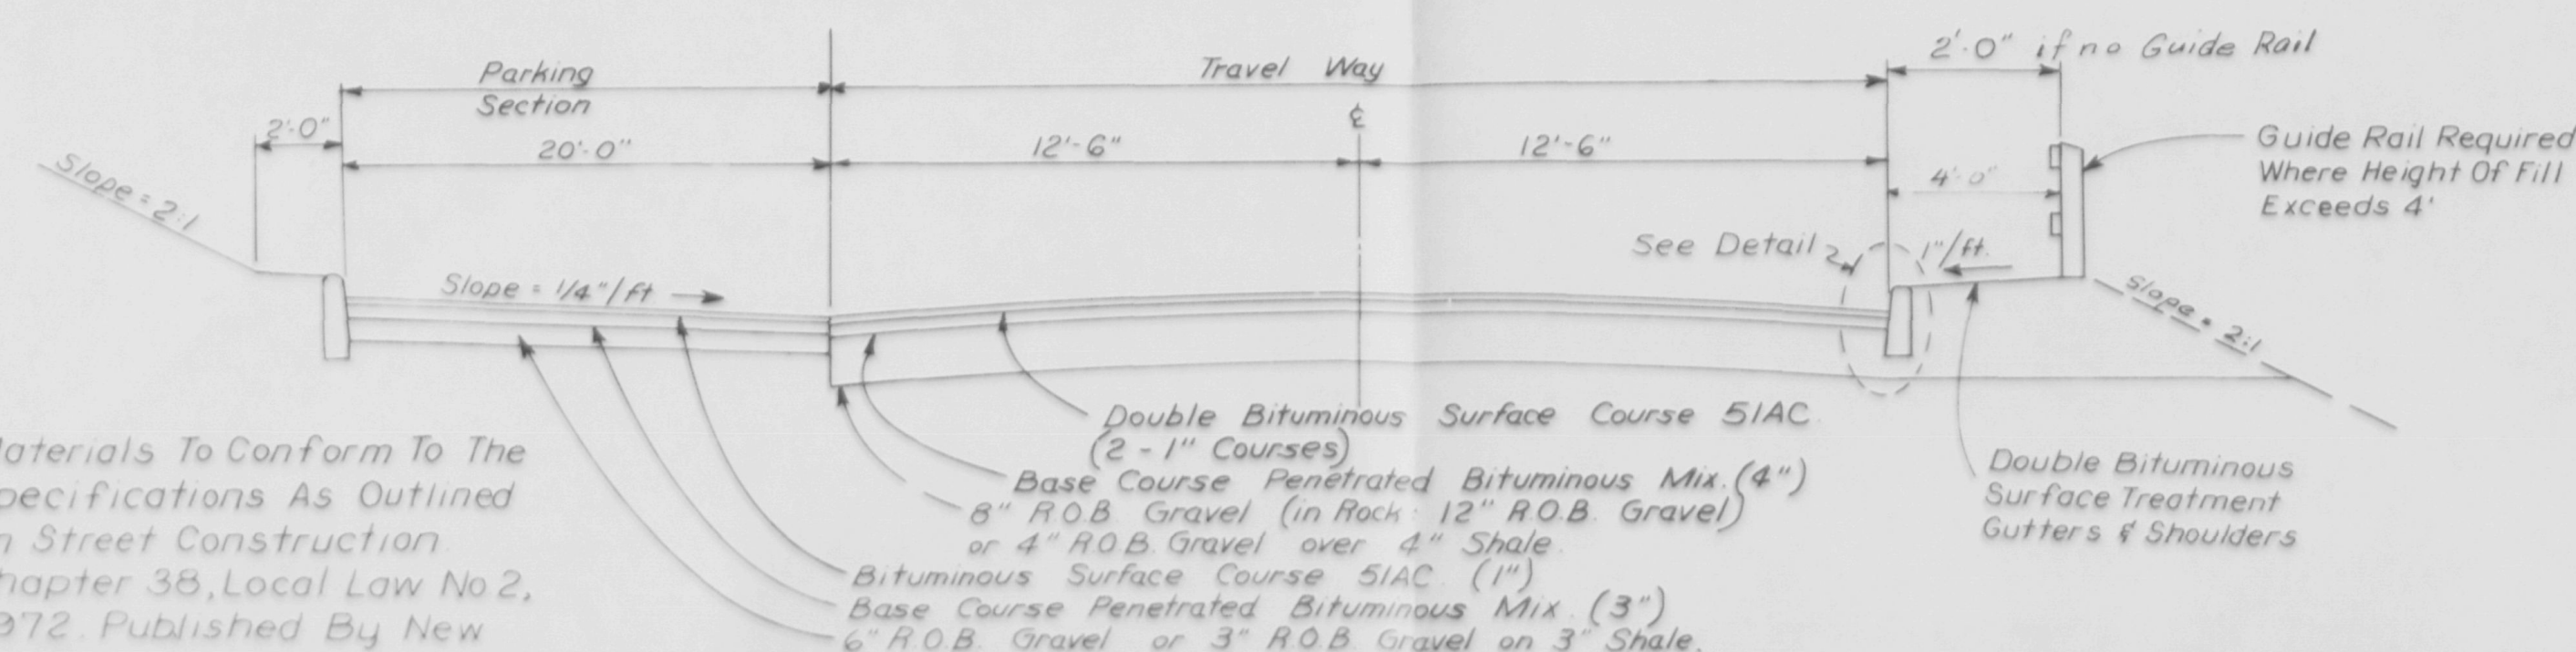 2'-0" if no Guide Rail
Parking
Section
Travel Way
℄
2'-0"
20'-0"
12'-6"
12'-6"
4'-0"
Guide Rail Required
Where Height Of Fill
Exceeds 4'
Slope = 2:1
See Detail
1"/ft.
Slope = 1/4"/ft
Slope = 2:1
Double Bituminous Surface Course 51AC.
(2 - 1" Courses)
Base Course Penetrated Bituminous Mix. (4")
8" R.O.B. Gravel (in Rock: 12" R.O.B. Gravel)
or 4" R.O.B. Gravel over 4" Shale.
Bituminous Surface Course 51AC. (1")
Base Course Penetrated Bituminous Mix. (3")
6" R.O.B. Gravel or 3" R.O.B. Gravel on 3" Shale.
Double Bituminous
Surface Treatment
Gutters & Shoulders
aterials To Conform To The
pecifications As Outlined
n Street Construction.
hapter 38, Local Law No. 2,
972. Published By New